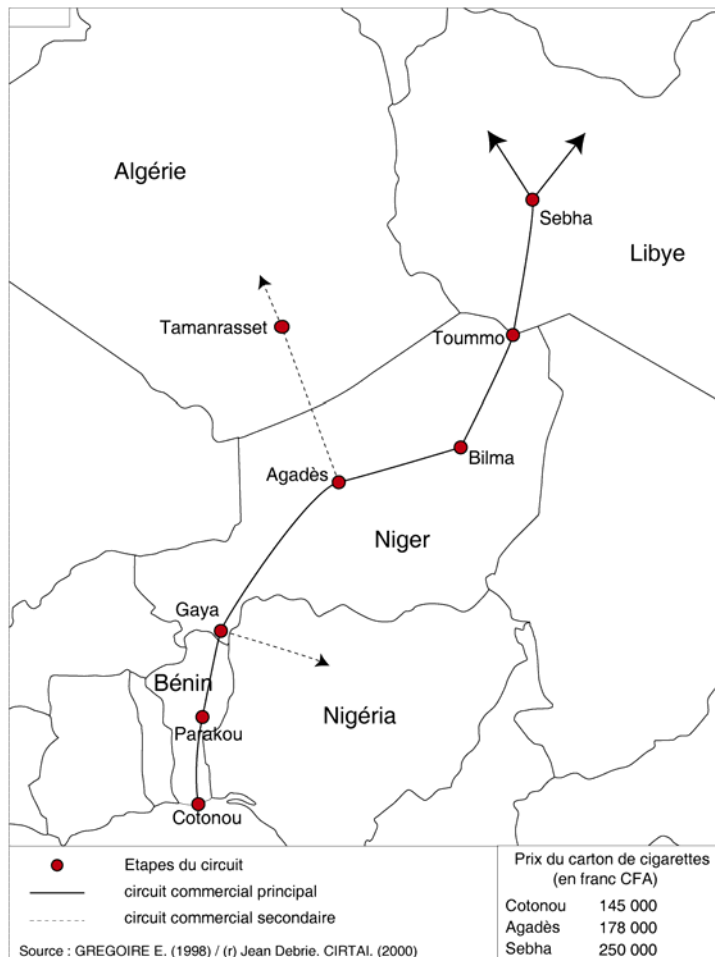 Algérie
Sebha
Libye
Tamanrasset
Toummo
Bilma
Agadès
Niger
Gaya
Bénin
Nigéria
Parakou
Cotonou
Etapes du circuit
circuit commercial principal
circuit commercial secondaire
Source : GREGOIRE E. (1998) / (r) Jean Debrie. CIRTAI. (2000)
Prix du carton de cigarettes
(en franc CFA)
Cotonou 145 000
Agadès 178 000
Sebha 250 000